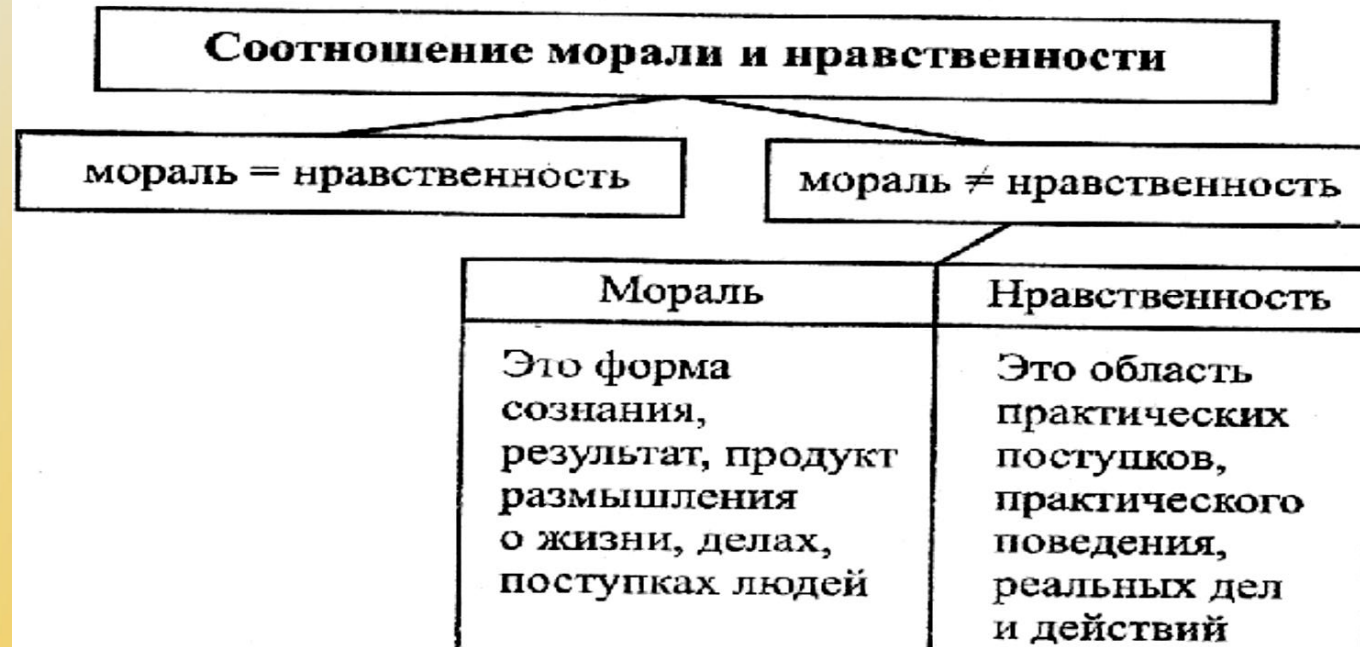 Соотношение морали и нравственности
мораль = нравственность
мораль ≠ нравственность
Мораль
Это форма
сознания,
результат, продукт
размышления
о жизни, делах,
поступках людей
Нравственность
Это область
практических
поступков,
практического
поведения,
реальных дел
и действий